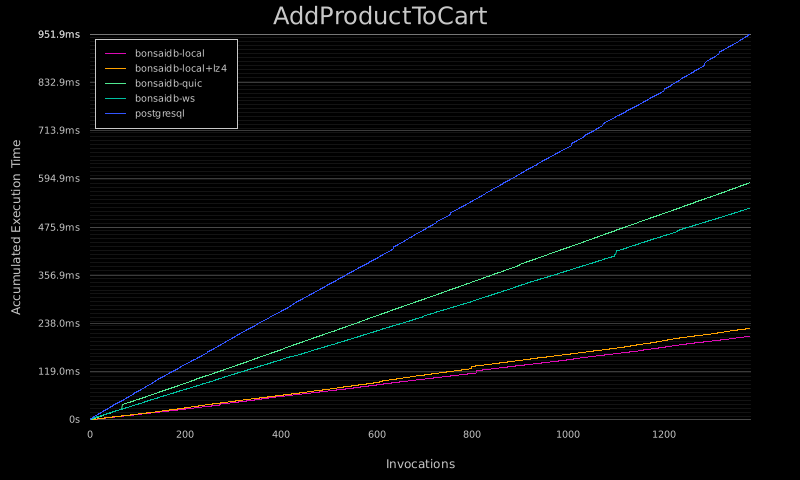 AddProductToCart
951.9ms
832.9ms
713.9ms
594.9ms
475.9ms
356.9ms
238.0ms
119.0ms
0s
bonsaidb-local
bonsaidb-local+lz4
bonsaidb-quic
bonsaidb-ws
postgresql
Accumulated Execution Time
0 200 400 600 800 1000 1200
Invocations